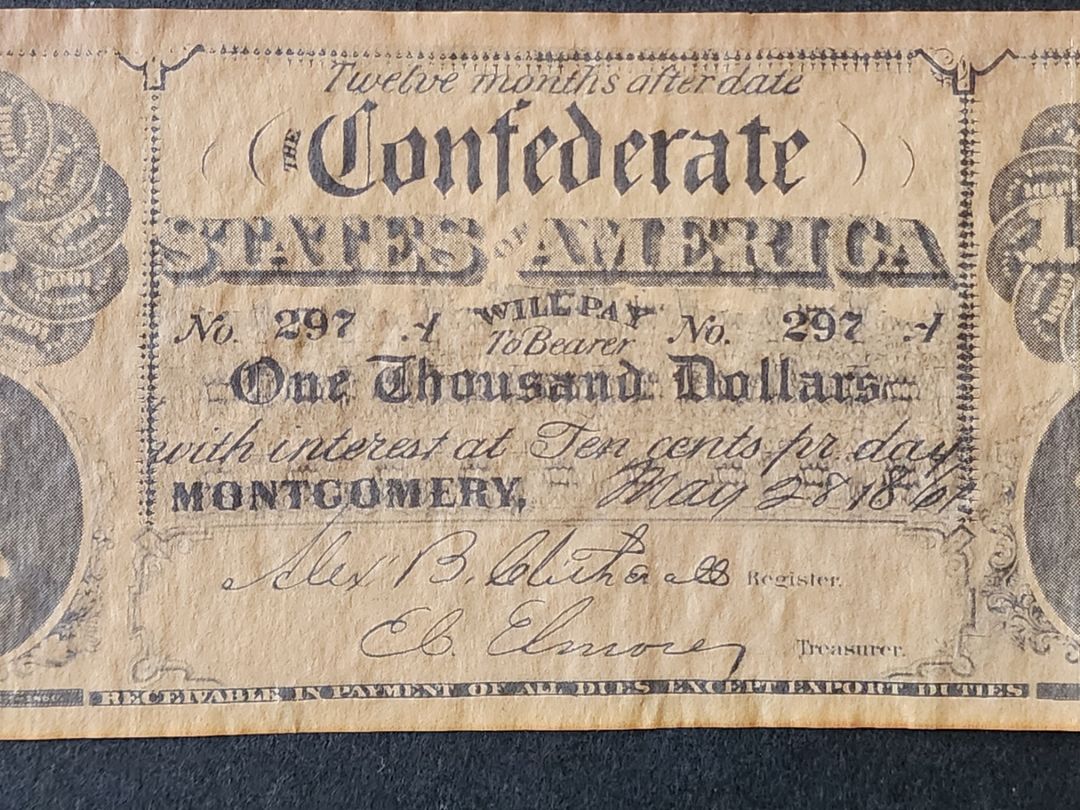 Twelve months after date
THE Confederate
STATES OF AMERICA
No. 297 A WILL PAY No. 297 A
To Bearer
One Thousand Dollars
with interest at Ten cents pr day
MONTGOMERY, May 28 1861
Alex B. Clitherall Register.
E. C. Elmore, Treasurer.
RECEIVABLE IN PAYMENT OF ALL DUES EXCEPT EXPORT DUTIES